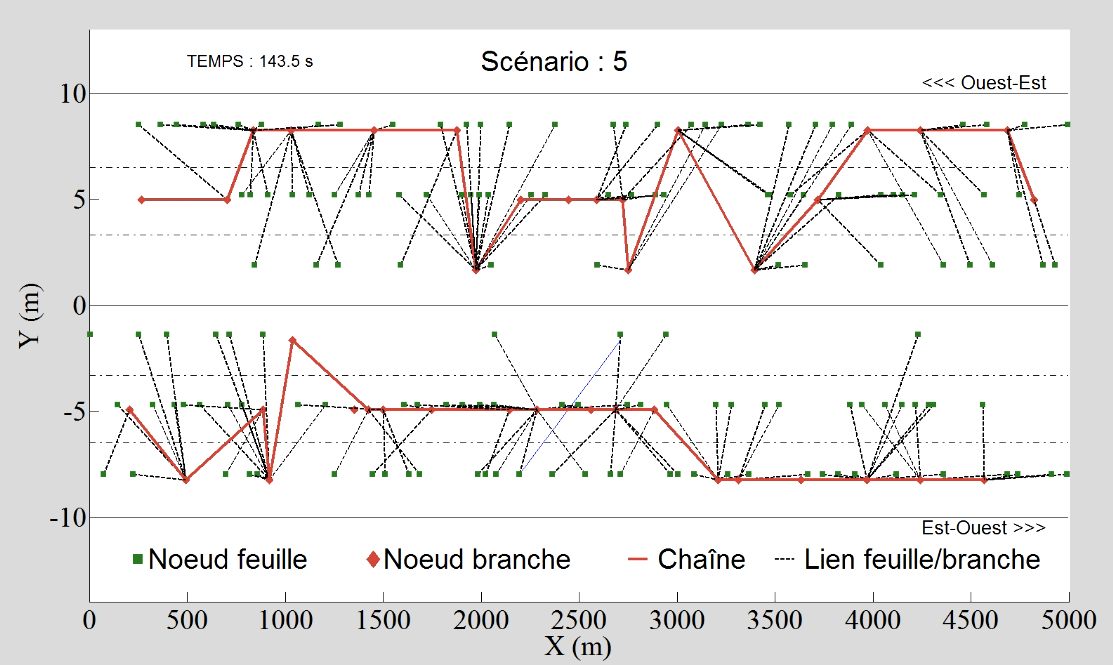 TEMPS : 143.5 s
Scénario : 5
<<< Ouest-Est
10
5
0
-5
-10
Y (m)
Est-Ouest >>>
Noeud feuille Noeud branche Chaîne Lien feuille/branche
0 500 1000 1500 2000 2500 3000 3500 4000 4500 5000
X (m)